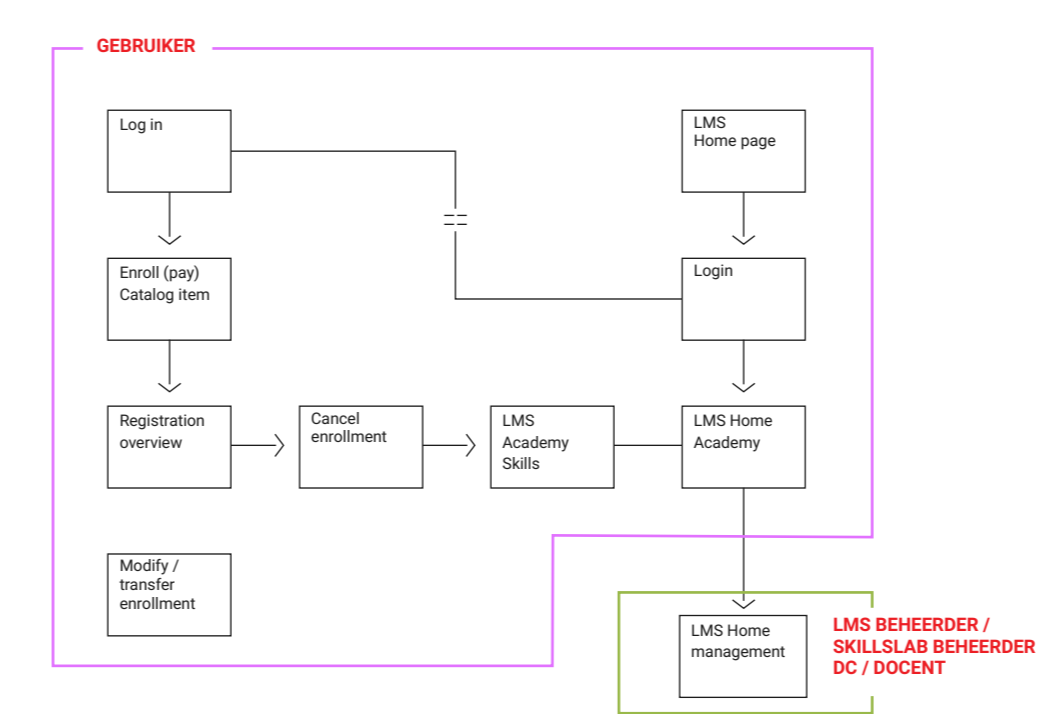 GEBRUIKER
Log in
LMS
Home page
Enroll (pay)
Catalog item
Login
Registration
overview
Cancel
enrollment
LMS
Academy
Skills
LMS Home
Academy
Modify /
transfer
enrollment
LMS Home
management
LMS BEHEERDER /
SKILLSLAB BEHEERDER
DC / DOCENT